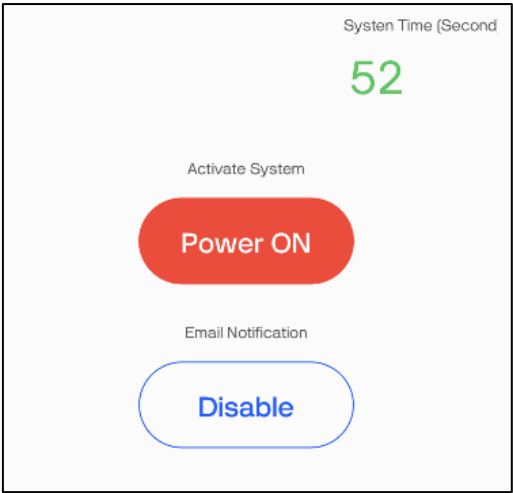 Systen Time (Second
52
Activate System
Power ON
Email Notification
Disable